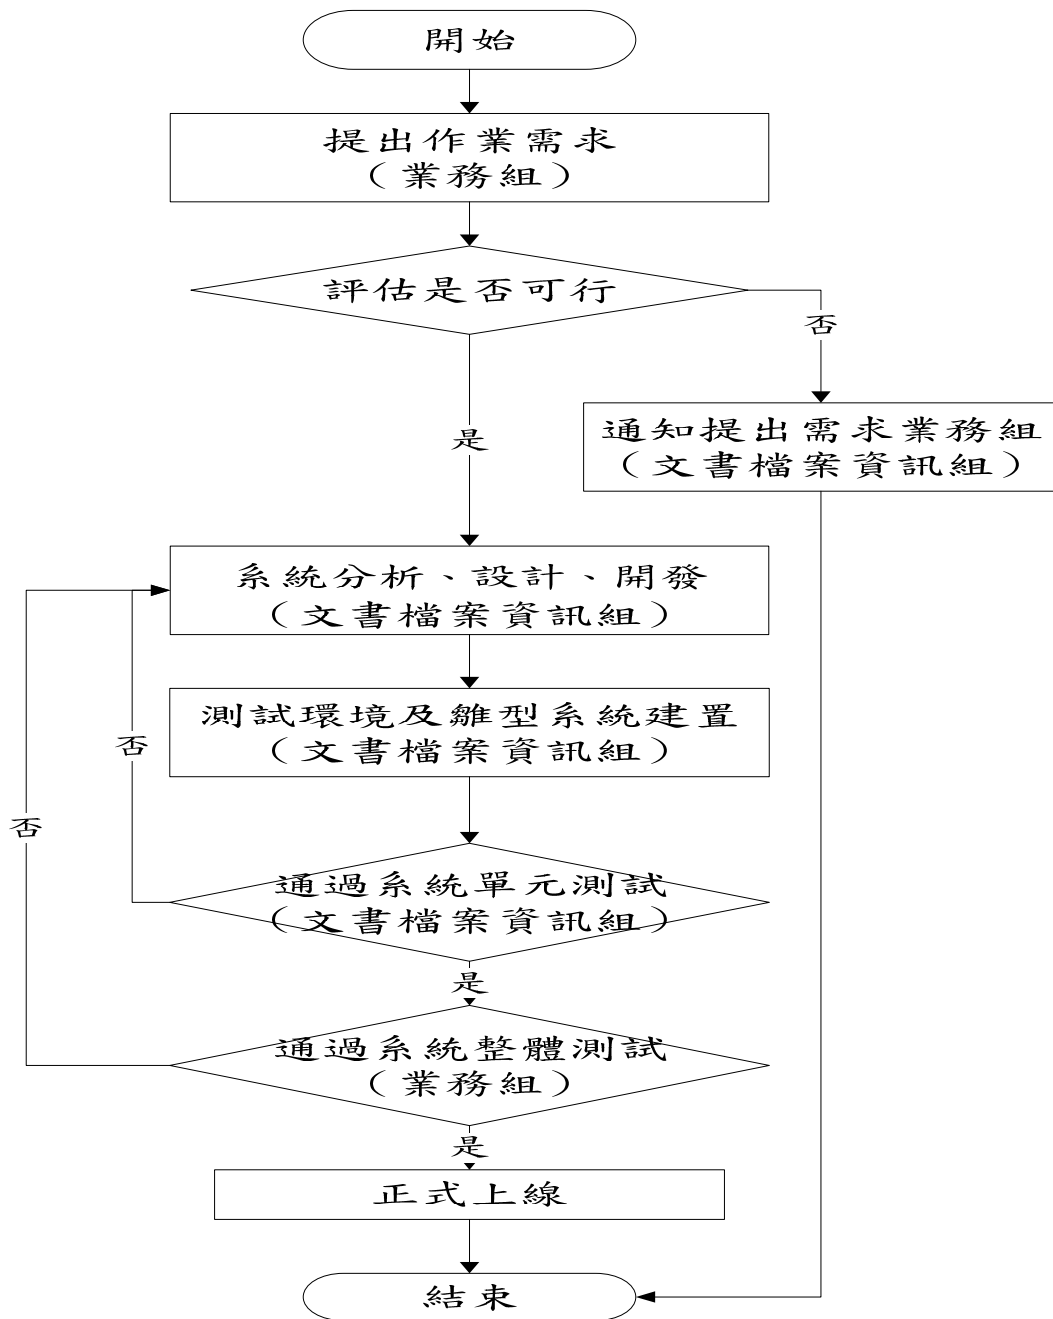 開始
提出作業需求
（業務組）
評估是否可行
否
是
通知提出需求業務組
（文書檔案資訊組）
系統分析、設計、開發
（文書檔案資訊組）
測試環境及雛型系統建置
（文書檔案資訊組）
否
否
通過系統單元測試
（文書檔案資訊組）
是
通過系統整體測試
（業務組）
是
正式上線
結束